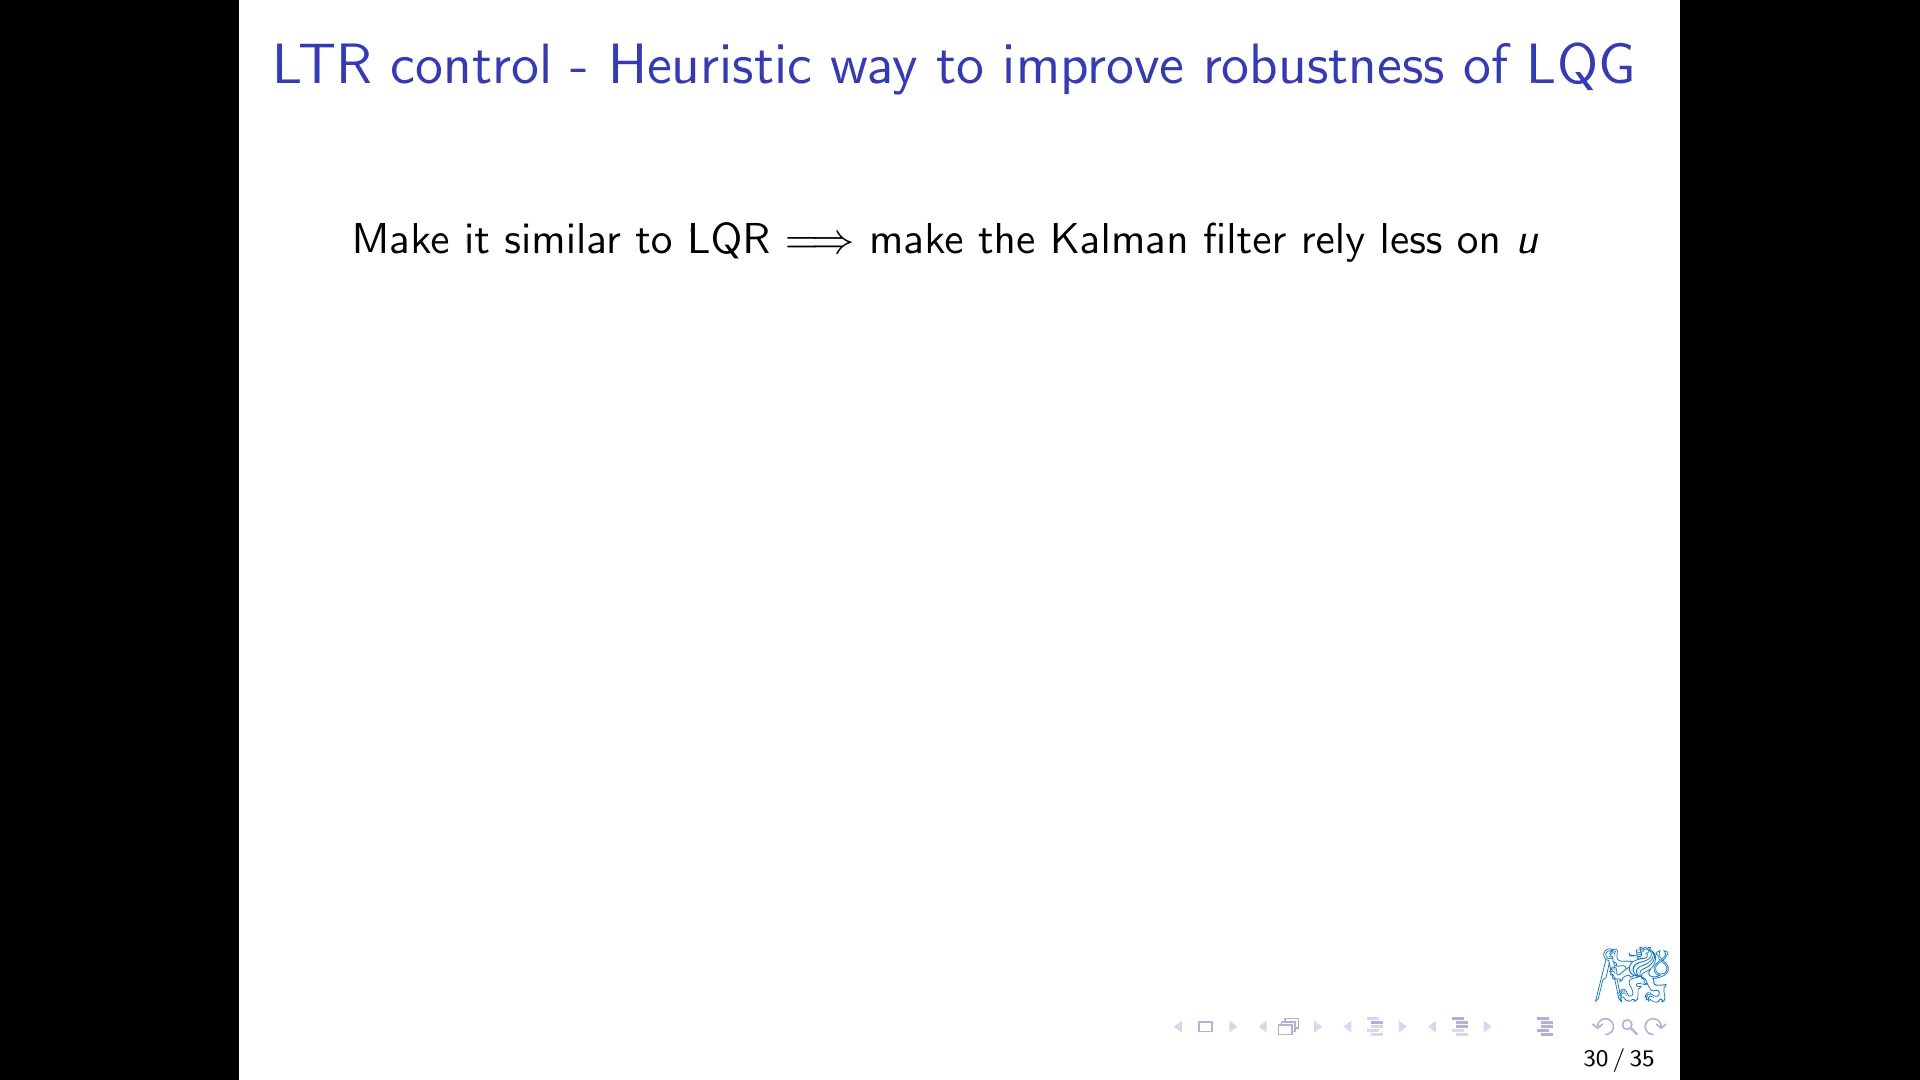 LTR control - Heuristic way to improve robustness of LQG
Make it similar to LQR ⟹ make the Kalman filter rely less on u
30 / 35